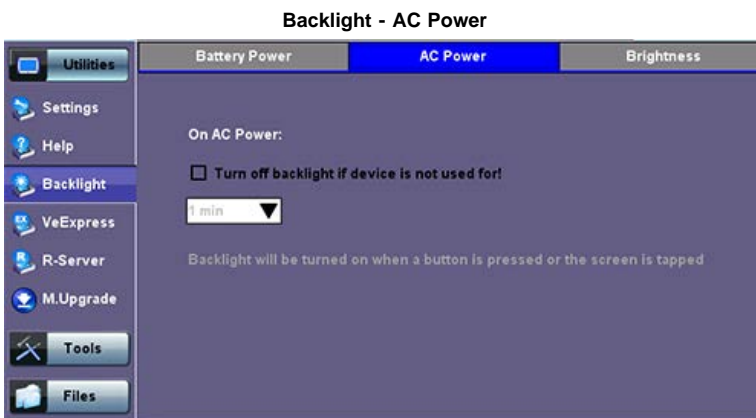 Backlight - AC Power
Utilities
Battery Power
AC Power
Brightness
Settings
Help
Backlight
VeExpress
R-Server
M.Upgrade
Tools
Files
On AC Power:
Turn off backlight if device is not used for!
1 min
Backlight will be turned on when a button is pressed or the screen is tapped